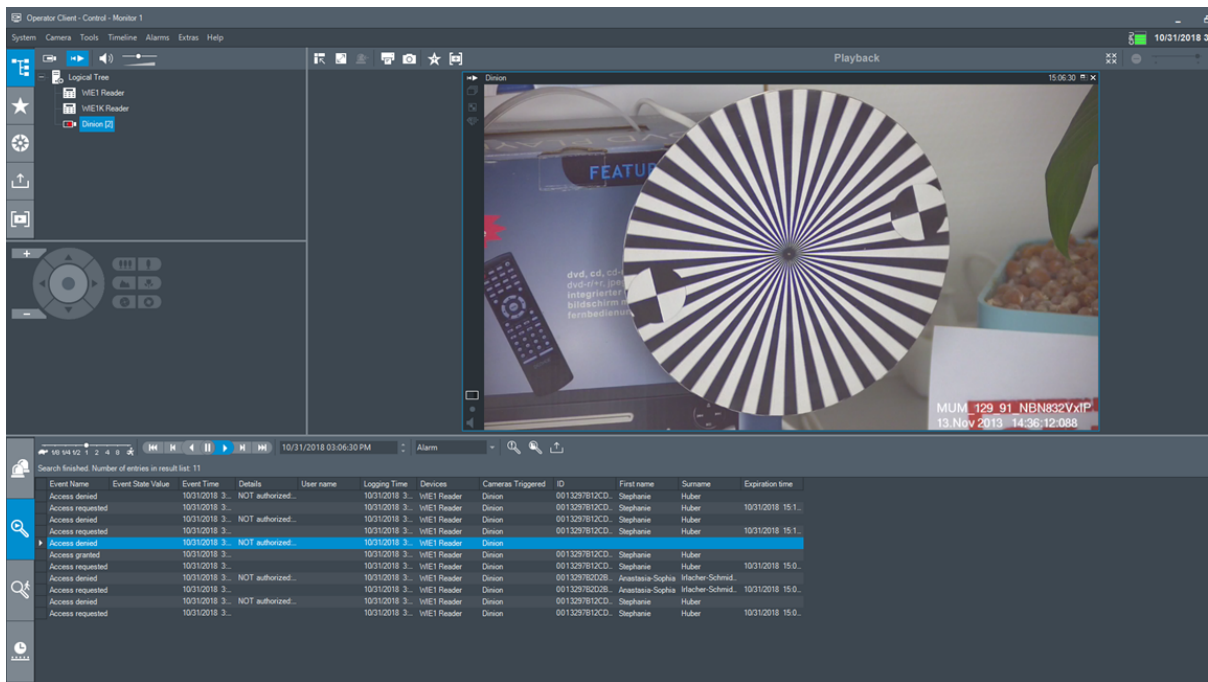 Operator Client - Control - Monitor 1
System Camera Tools Timeline Alarms Extras Help
10/31/2018 3
Playback
Logical Tree
WIE1 Reader
WIE1K Reader
Dinion [2]
Dinion 15:06:30
FEATU
dvd, cd, cd-
dvd-r/+r, jpe
integrierter
bildschirm m
fernbedienun
MUM_129_91_NBN832VxIP
13.Nov 2013 14:36:12:088
1/8 1/4 1/2 1 2 4 8
10/31/2018 03:06:30 PM Alarm
Search finished. Number of entries in result list: 11
Event Name Event State Value Event Time Details User name Logging Time Devices Cameras Triggered ID First name Surname Expiration time
Access denied 10/31/2018 3:... NOT authorized... 10/31/2018 3:... WIE1 Reader Dinion 0013297B12CD... Stephanie Huber
Access requested 10/31/2018 3:... 10/31/2018 3:... WIE1 Reader Dinion 0013297B12CD... Stephanie Huber 10/31/2018 15:1...
Access denied 10/31/2018 3:... NOT authorized... 10/31/2018 3:... WIE1 Reader Dinion 0013297B12CD... Stephanie Huber
Access requested 10/31/2018 3:... 10/31/2018 3:... WIE1 Reader Dinion 0013297B12CD... Stephanie Huber 10/31/2018 15:1...
Access denied 10/31/2018 3:... NOT authorized... 10/31/2018 3:... WIE1 Reader Dinion
Access granted 10/31/2018 3:... 10/31/2018 3:... WIE1 Reader Dinion 0013297B12CD... Stephanie Huber
Access requested 10/31/2018 3:... 10/31/2018 3:... WIE1 Reader Dinion 0013297B12CD... Stephanie Huber 10/31/2018 15:0...
Access denied 10/31/2018 3:... NOT authorized... 10/31/2018 3:... WIE1 Reader Dinion 0013297B2D2B... Anastasia-Sophia Irlacher-Schmid...
Access requested 10/31/2018 3:... 10/31/2018 3:... WIE1 Reader Dinion 0013297B2D2B... Anastasia-Sophia Irlacher-Schmid... 10/31/2018 15:0...
Access denied 10/31/2018 3:... NOT authorized... 10/31/2018 3:... WIE1 Reader Dinion 0013297B12CD... Stephanie Huber
Access requested 10/31/2018 3:... 10/31/2018 3:... WIE1 Reader Dinion 0013297B12CD... Stephanie Huber 10/31/2018 15:0...